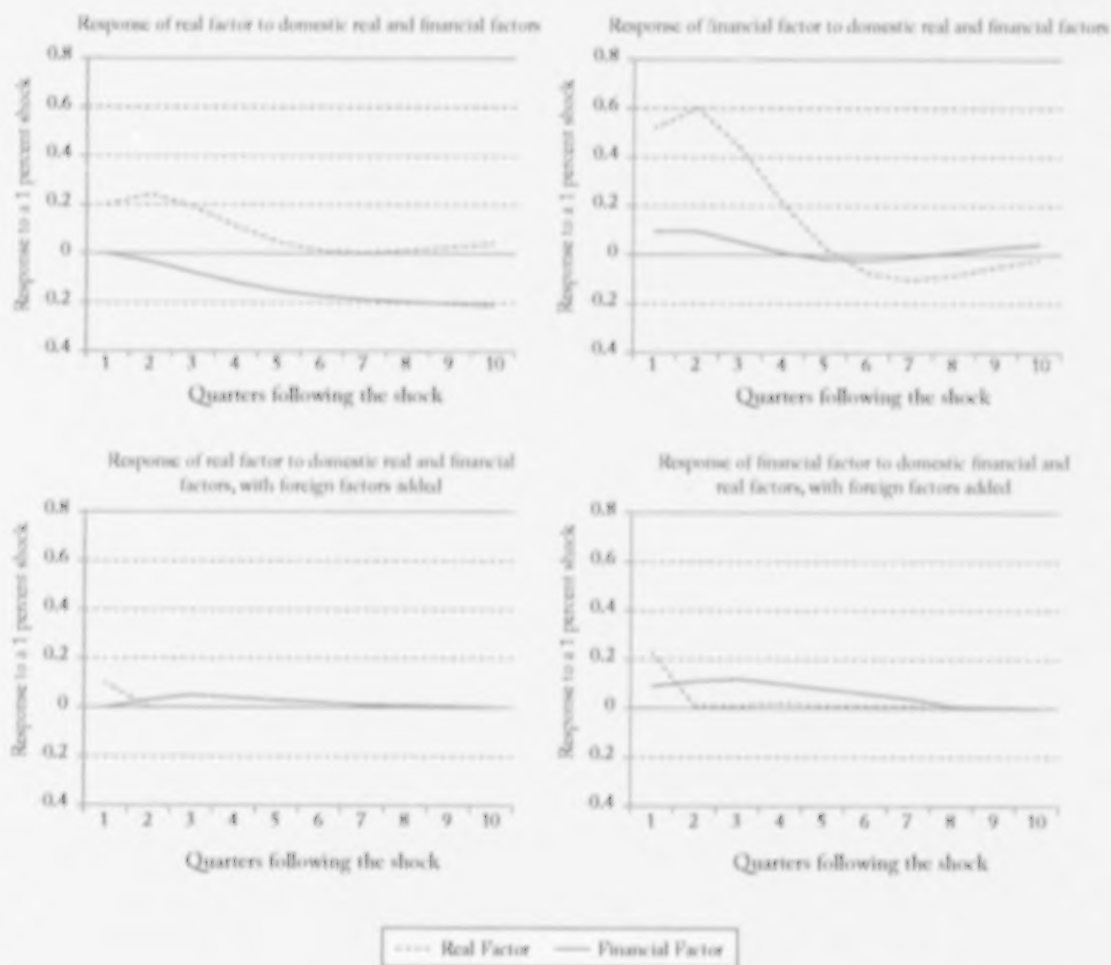 Response of real factor to domestic real and financial factors
Response to a 1 percent shock
0.8
0.6
0.4
0.2
0
0.2
0.4
1 2 3 4 5 6 7 8 9 10
Quarters following the shock
Response of financial factor to domestic real and financial factors
Response to a 1 percent shock
0.8
0.6
0.4
0.2
0
0.2
0.4
1 2 3 4 5 6 7 8 9 10
Quarters following the shock
Response of real factor to domestic real and financial
factors, with foreign factors added
Response to a 1 percent shock
0.8
0.6
0.4
0.2
0
0.2
0.4
1 2 3 4 5 6 7 8 9 10
Quarters following the shock
Response of financial factor to domestic financial and
real factors, with foreign factors added
Response to a 1 percent shock
0.8
0.6
0.4
0.2
0
0.2
0.4
1 2 3 4 5 6 7 8 9 10
Quarters following the shock
Real Factor Financial Factor